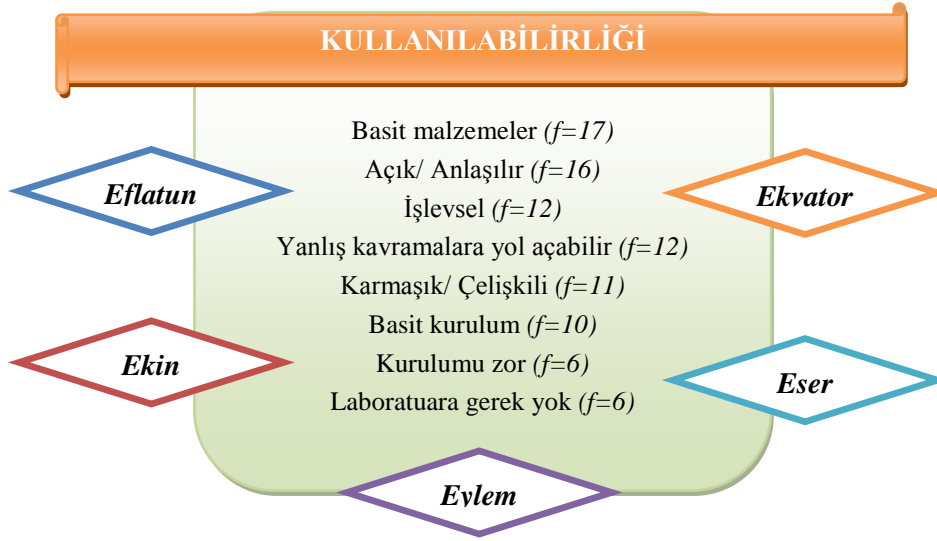 KULLANILABİLİRLİĞİ
Basit malzemeler (f=17)
Açık/ Anlaşılır (f=16)
İşlevsel (f=12)
Yanlış kavramalara yol açabilir (f=12)
Karmaşık/ Çelişkili (f=11)
Basit kurulum (f=10)
Kurulumu zor (f=6)
Laboratuara gerek yok (f=6)
Eflatun
Ekvator
Ekin
Eser
Eylem